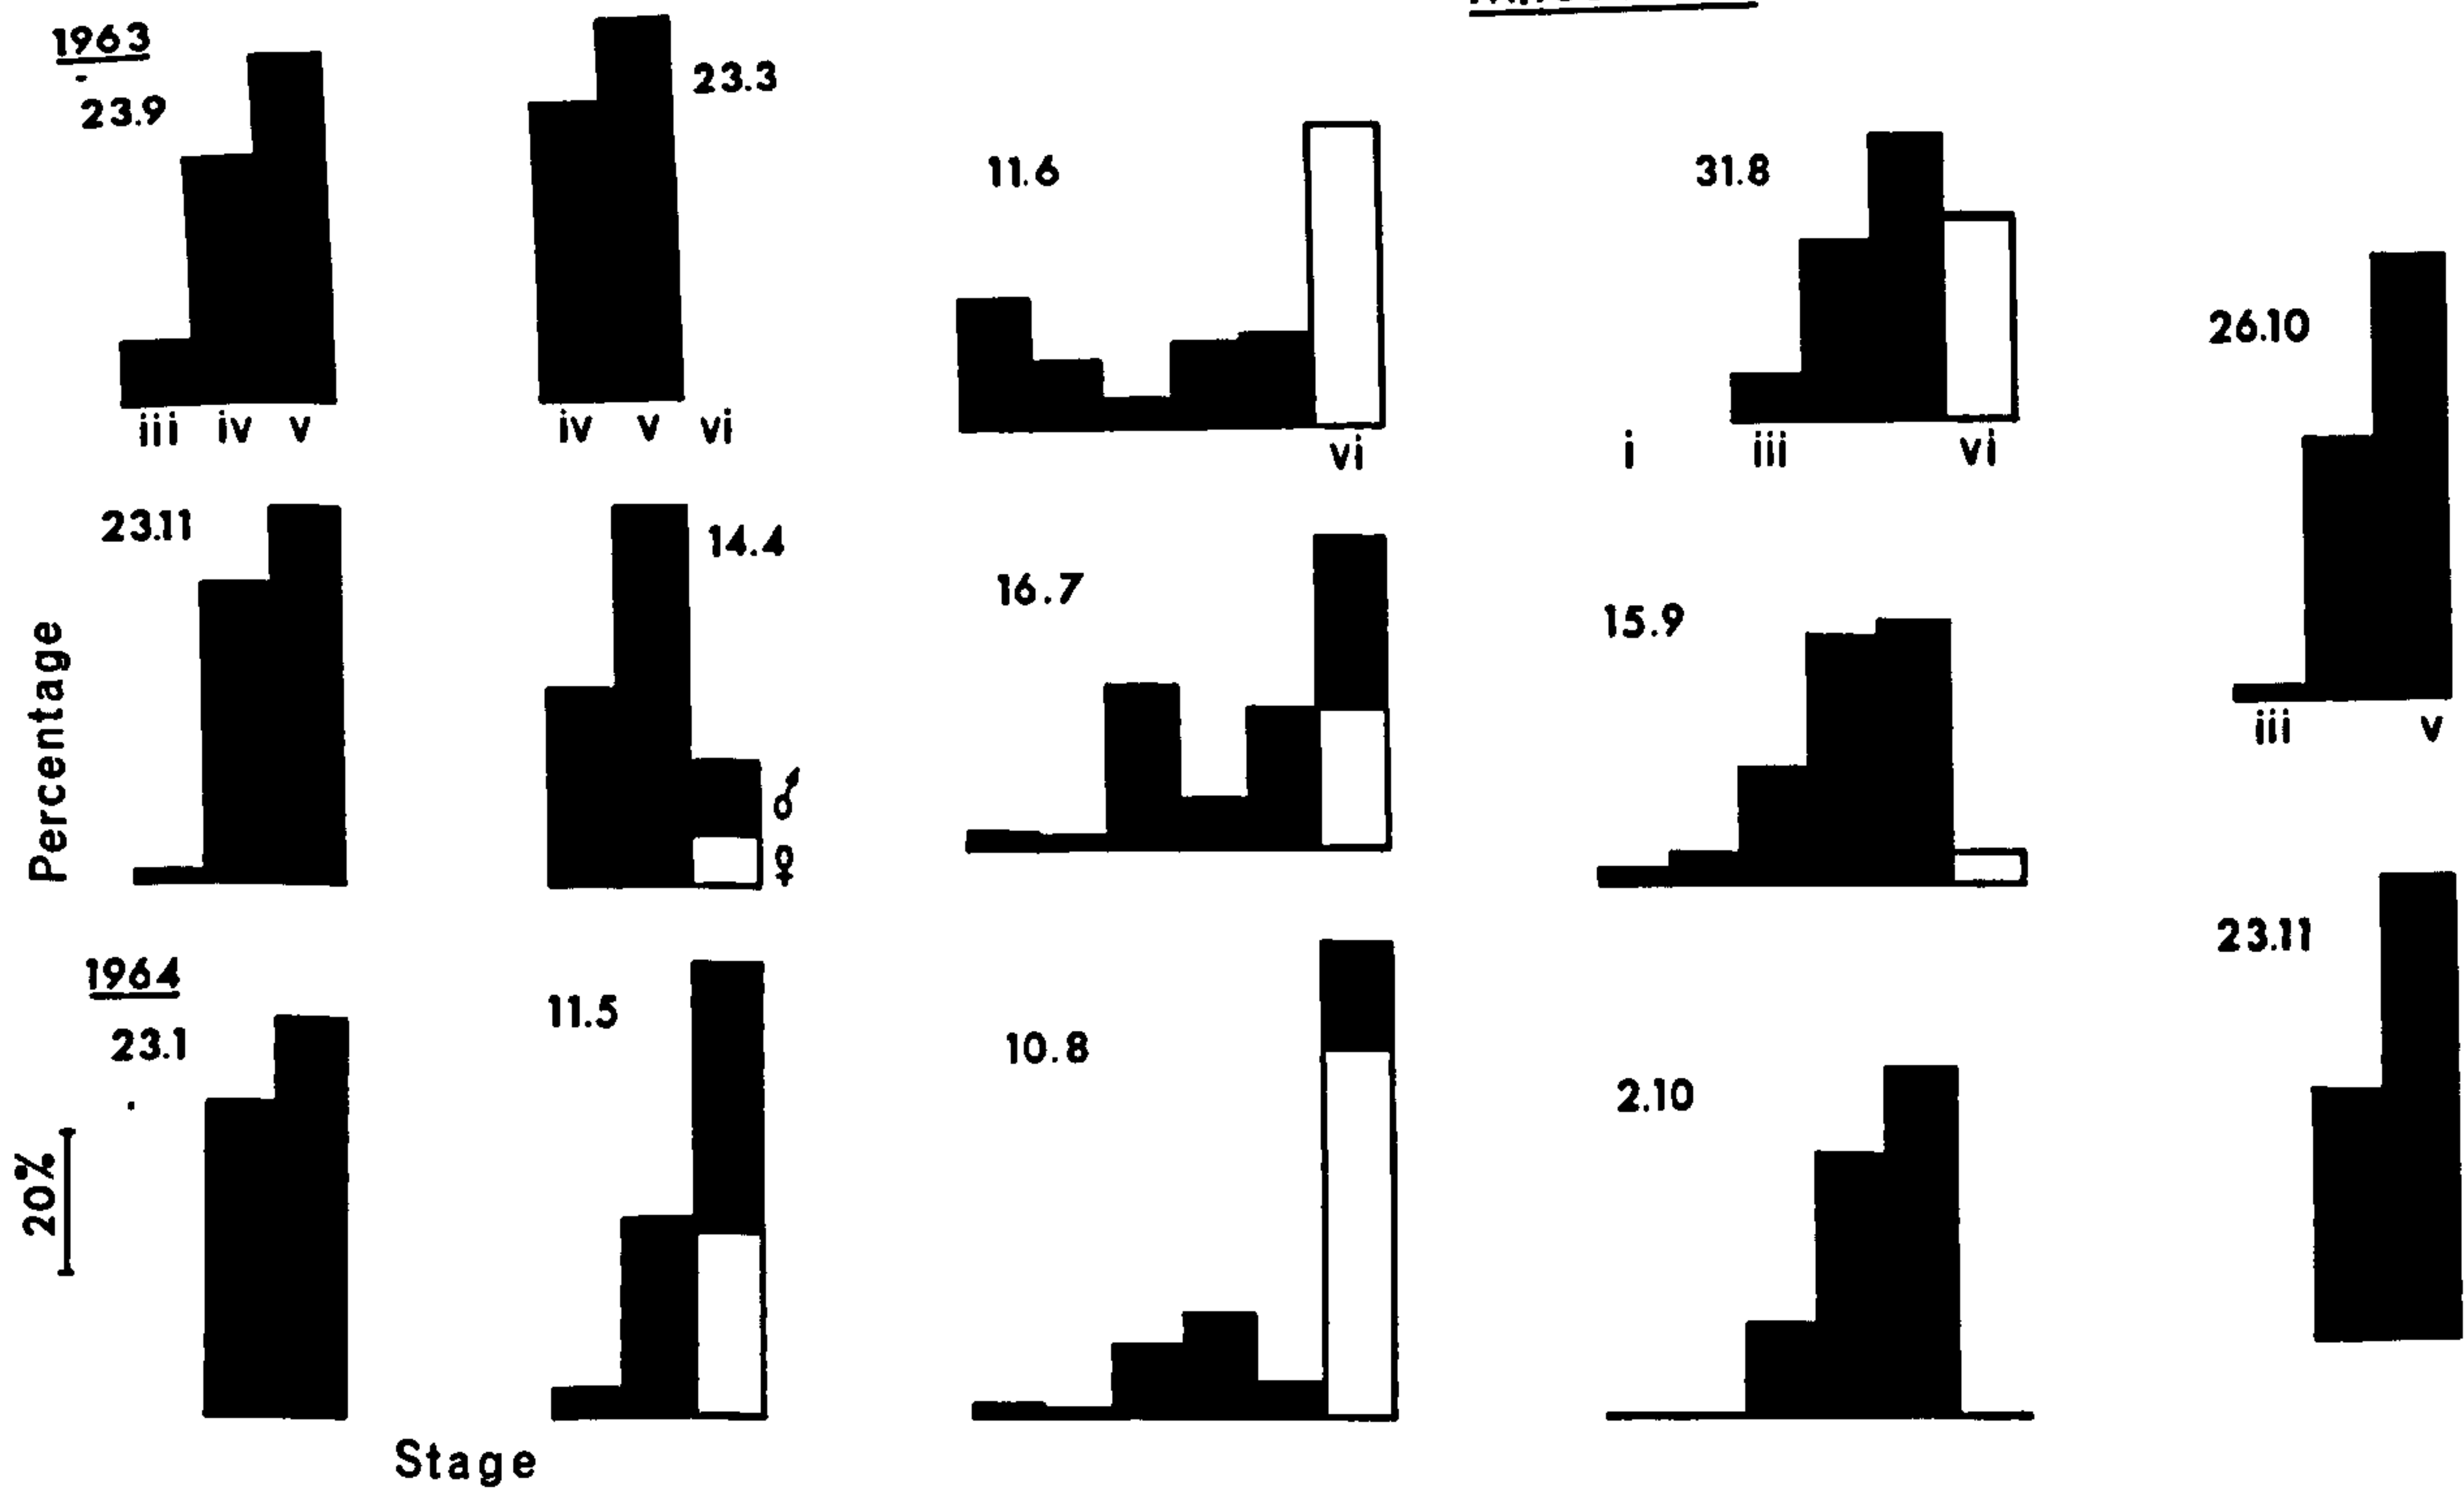 1963
23.9
iii iv v
23.11
1964
23.1
23.3
iv v vi
14.4
♂
♀
11.5
11.6
vi
16.7
10.8
31.8
i iii vi
15.9
2.10
26.10
iii v
23.11
Percentage
20%
Stage